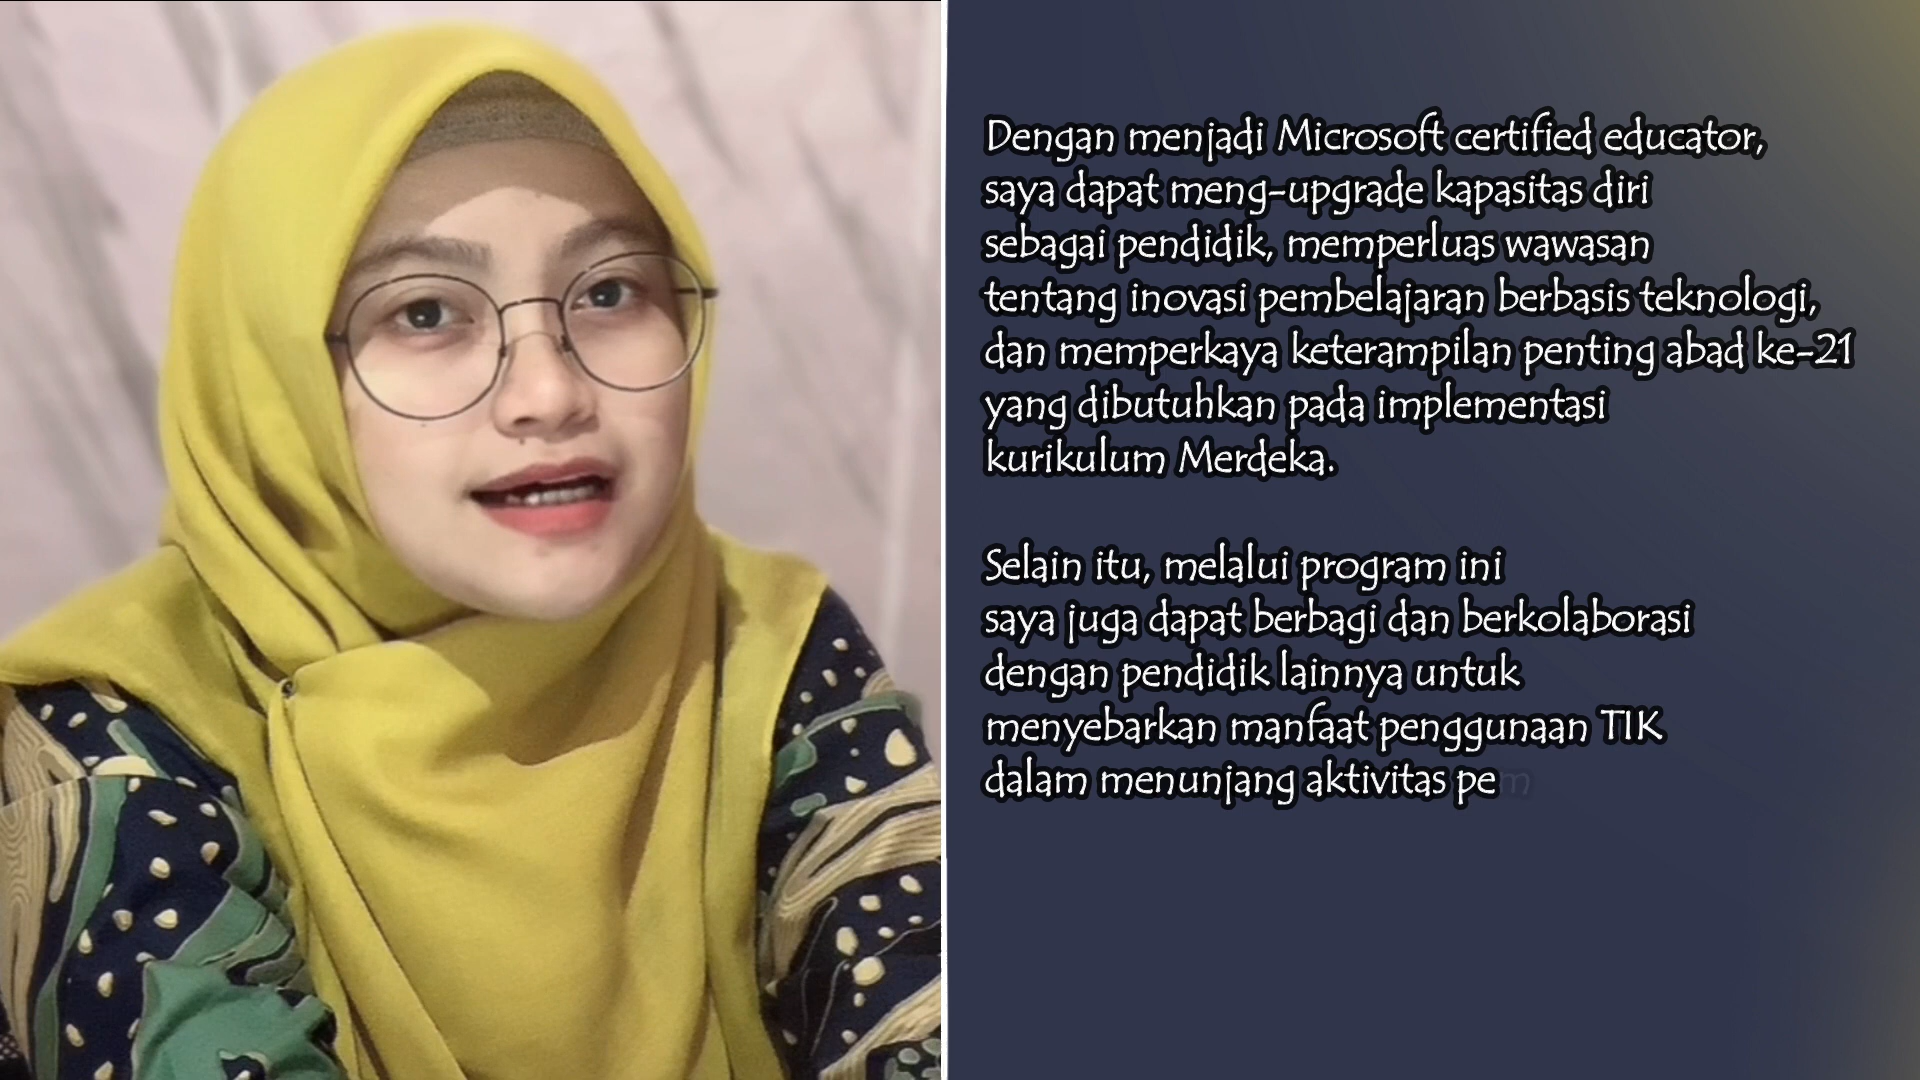 Dengan menjadi Microsoft certified educator,
saya dapat meng-upgrade kapasitas diri
sebagai pendidik, memperluas wawasan
tentang inovasi pembelajaran berbasis teknologi,
dan memperkaya keterampilan penting abad ke-21
yang dibutuhkan pada implementasi
kurikulum Merdeka.
Selain itu, melalui program ini
saya juga dapat berbagi dan berkolaborasi
dengan pendidik lainnya untuk
menyebarkan manfaat penggunaan TIK
dalam menunjang aktivitas pem